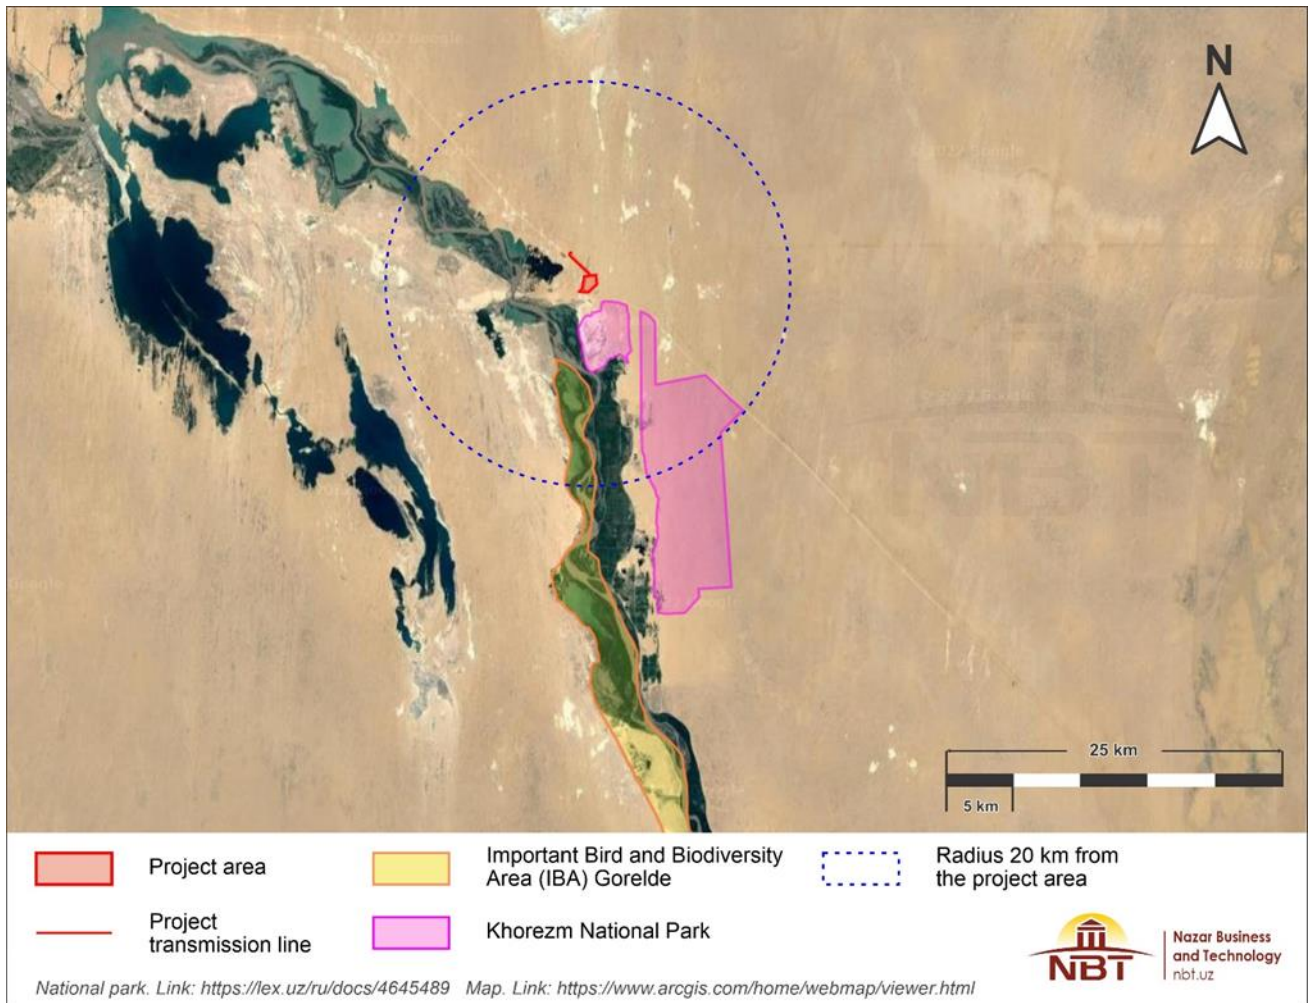 N
25 km
5 km
Project area
Important Bird and Biodiversity
Area (IBA) Gorelde
Radius 20 km from
the project area
Project
transmission line
Khorezm National Park
NBT
Nazar Business
and Technology
nbt.uz
National park. Link: https://lex.uz/ru/docs/4645489 Map. Link: https://www.arcgis.com/home/webmap/viewer.html